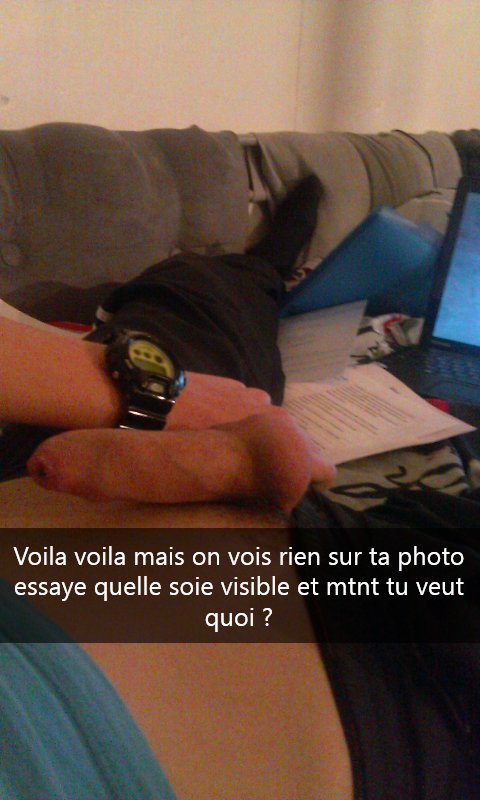 Voila voila mais on vois rien sur ta photo
essaye quelle soie visible et mtnt tu veut
quoi ?